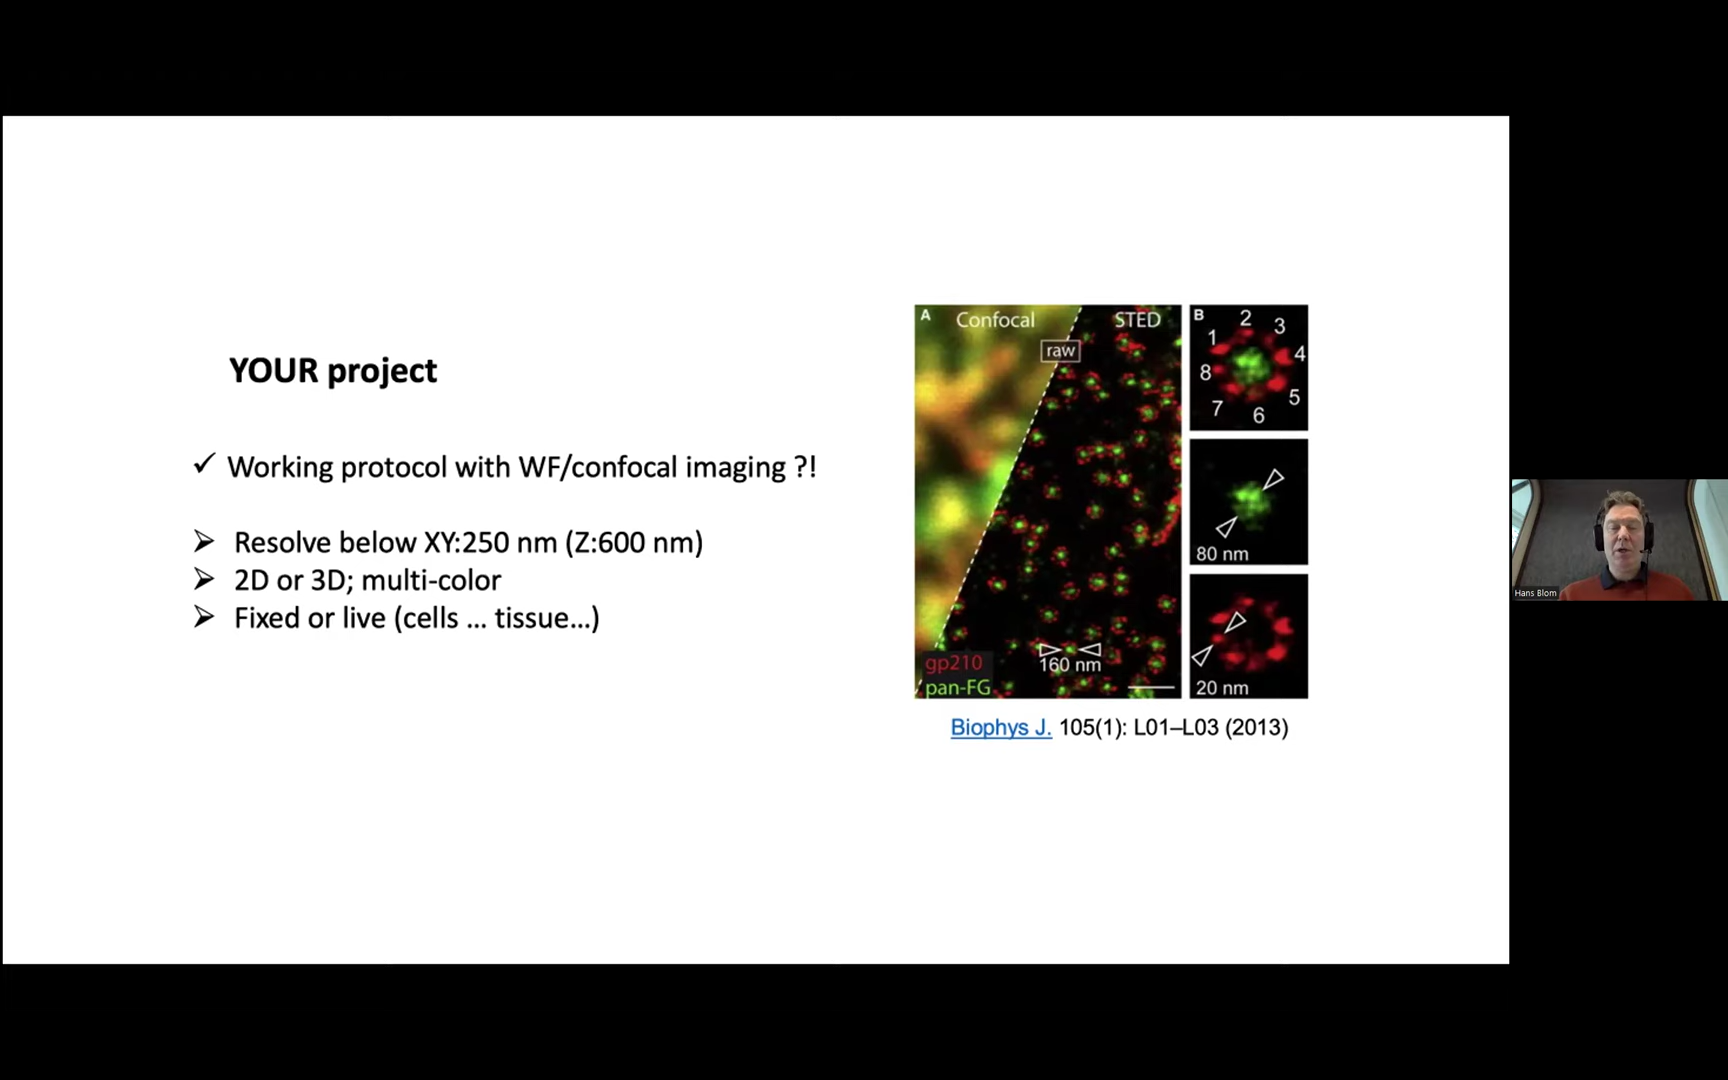 YOUR project
✓ Working protocol with WF/confocal imaging ?!
➢ Resolve below XY:250 nm (Z:600 nm)
➢ 2D or 3D; multi-color
➢ Fixed or live (cells ... tissue...)
A Confocal STED
raw
gp210
pan-FG
160 nm
B
1 2 3 4 5 6 7 8
80 nm
20 nm
Biophys J. 105(1): L01–L03 (2013)
Hans Blom